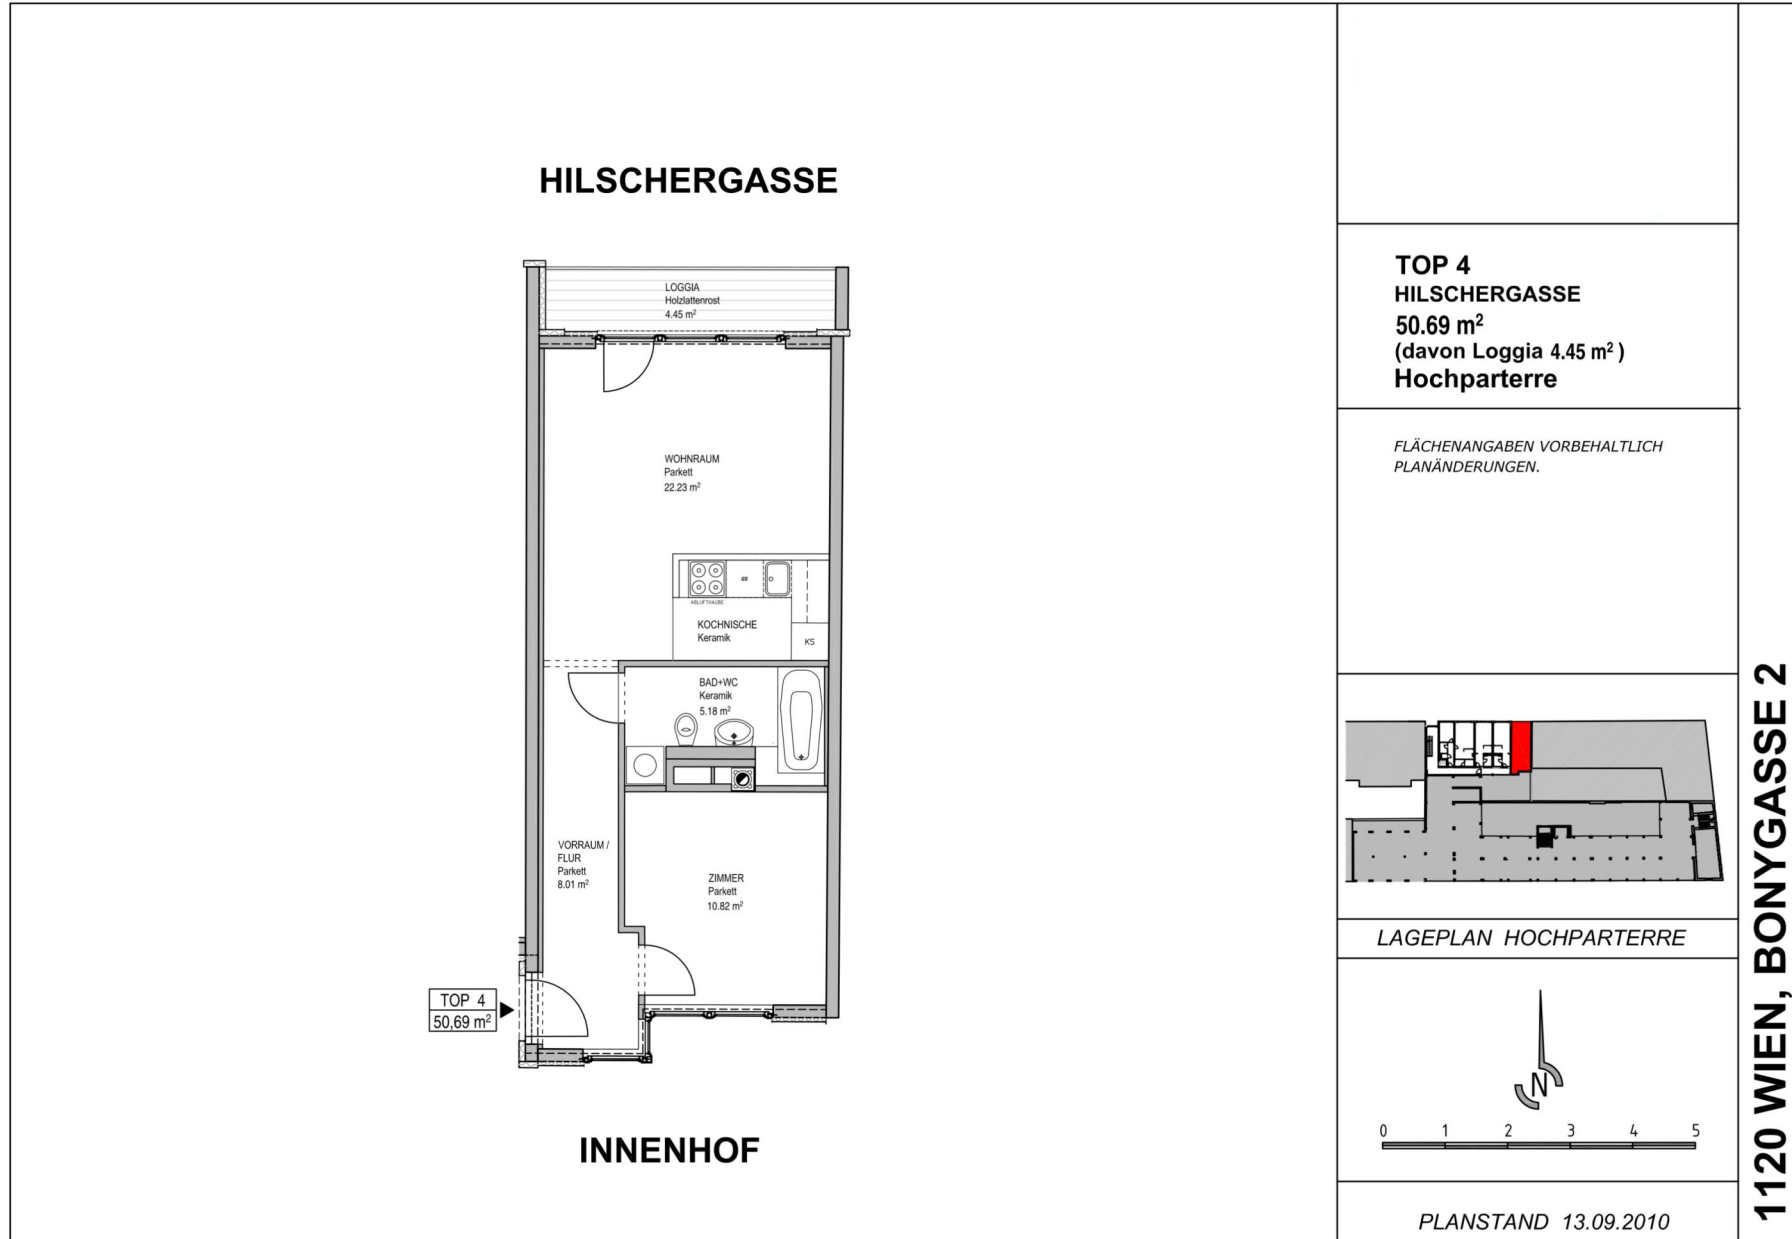 HILSCHERGASSE
LOGGIA
Holzlattenrost
4.45 m²
WOHNRAUM
Parkett
22.23 m²
GS
ABLUFTHAUBE
KOCHNISCHE
Keramik
KS
BAD+WC
Keramik
5.18 m²
VORRAUM /
FLUR
Parkett
8.01 m²
ZIMMER
Parkett
10.82 m²
TOP 4
50,69 m²
INNENHOF
TOP 4
HILSCHERGASSE
50.69 m²
(davon Loggia 4.45 m² )
Hochparterre
FLÄCHENANGABEN VORBEHALTLICH
PLANÄNDERUNGEN.
LAGEPLAN HOCHPARTERRE
N
0 1 2 3 4 5
PLANSTAND 13.09.2010
1120 WIEN, BONYGASSE 2